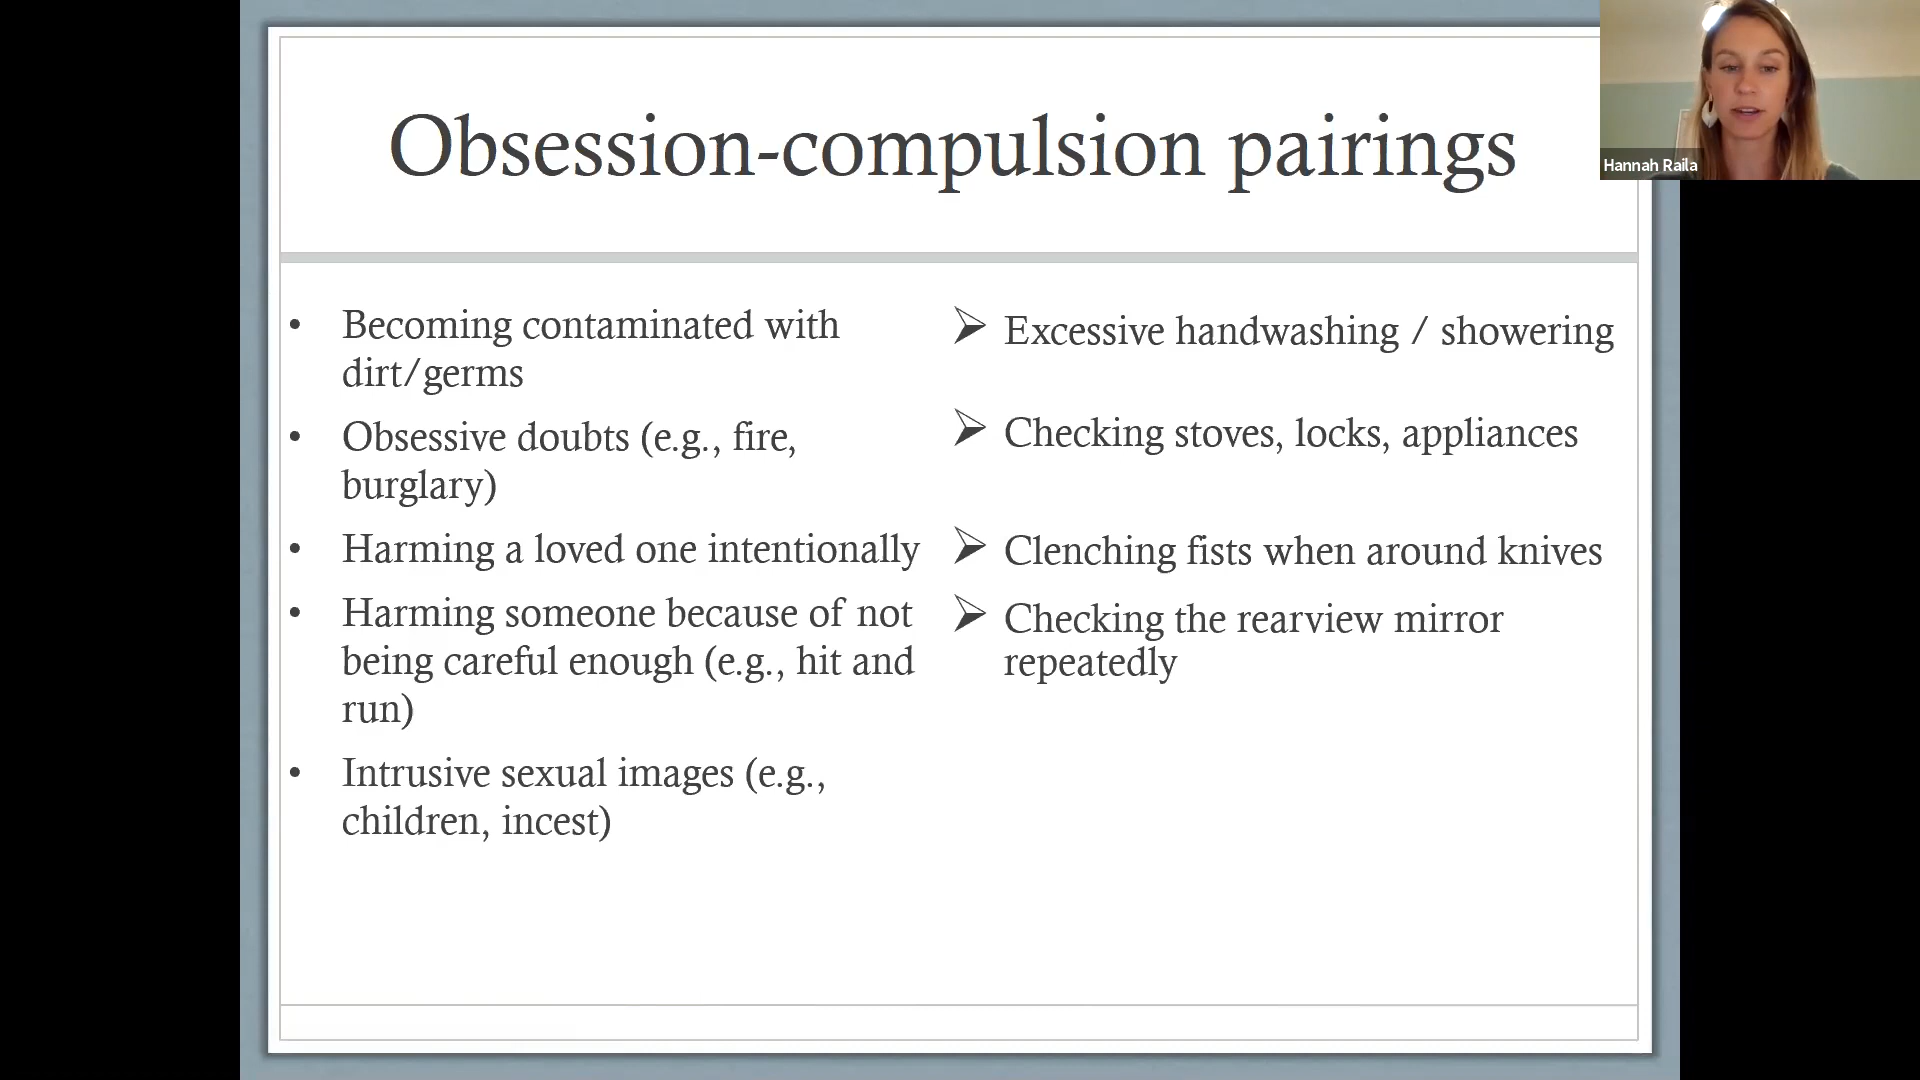 Obsession-compulsion pairings
Hannah Raila
• Becoming contaminated with
dirt/germs
• Obsessive doubts (e.g., fire,
burglary)
• Harming a loved one intentionally
• Harming someone because of not
being careful enough (e.g., hit and
run)
• Intrusive sexual images (e.g.,
children, incest)
➢ Excessive handwashing / showering
➢ Checking stoves, locks, appliances
➢ Clenching fists when around knives
➢ Checking the rearview mirror
repeatedly